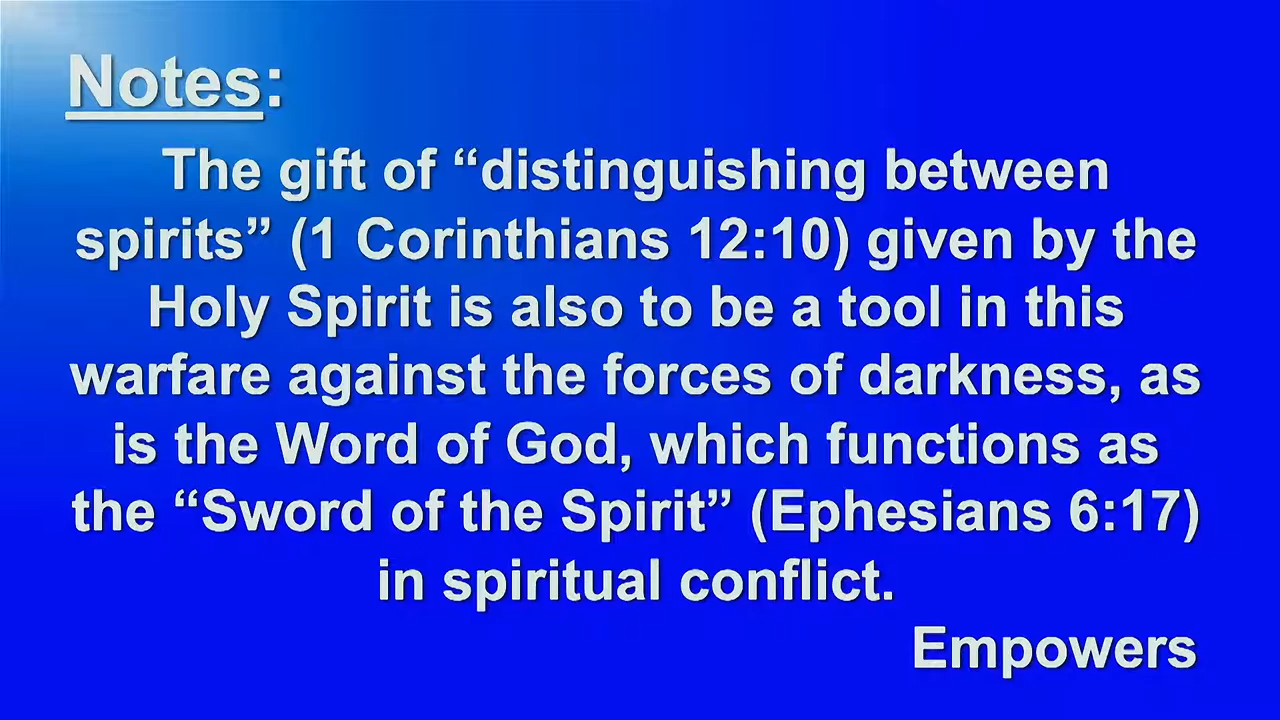 Notes:
The gift of “distinguishing between
spirits” (1 Corinthians 12:10) given by the
Holy Spirit is also to be a tool in this
warfare against the forces of darkness, as
is the Word of God, which functions as
the “Sword of the Spirit” (Ephesians 6:17)
in spiritual conflict.
Empowers